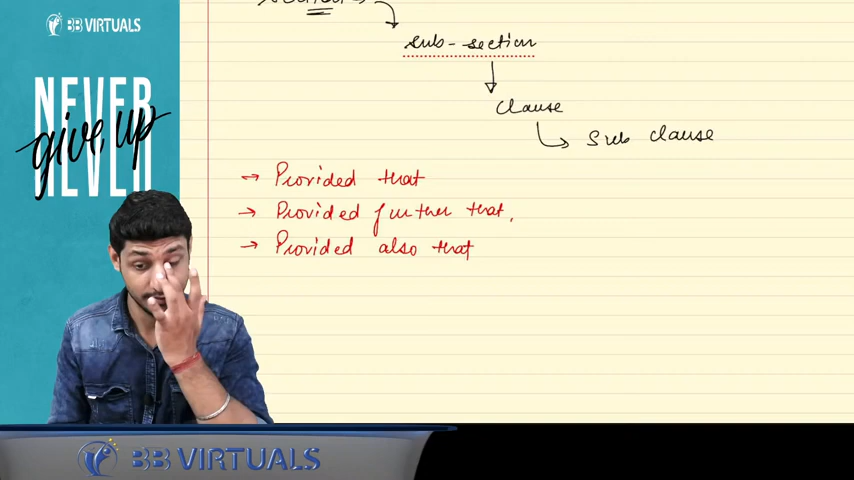 BB VIRTUALS
sub-section
Clause
Sub clause
NEVER
give up
NEVER
→ Provided that
→ Provided further that,
→ Provided also that
BB VIRTUALS